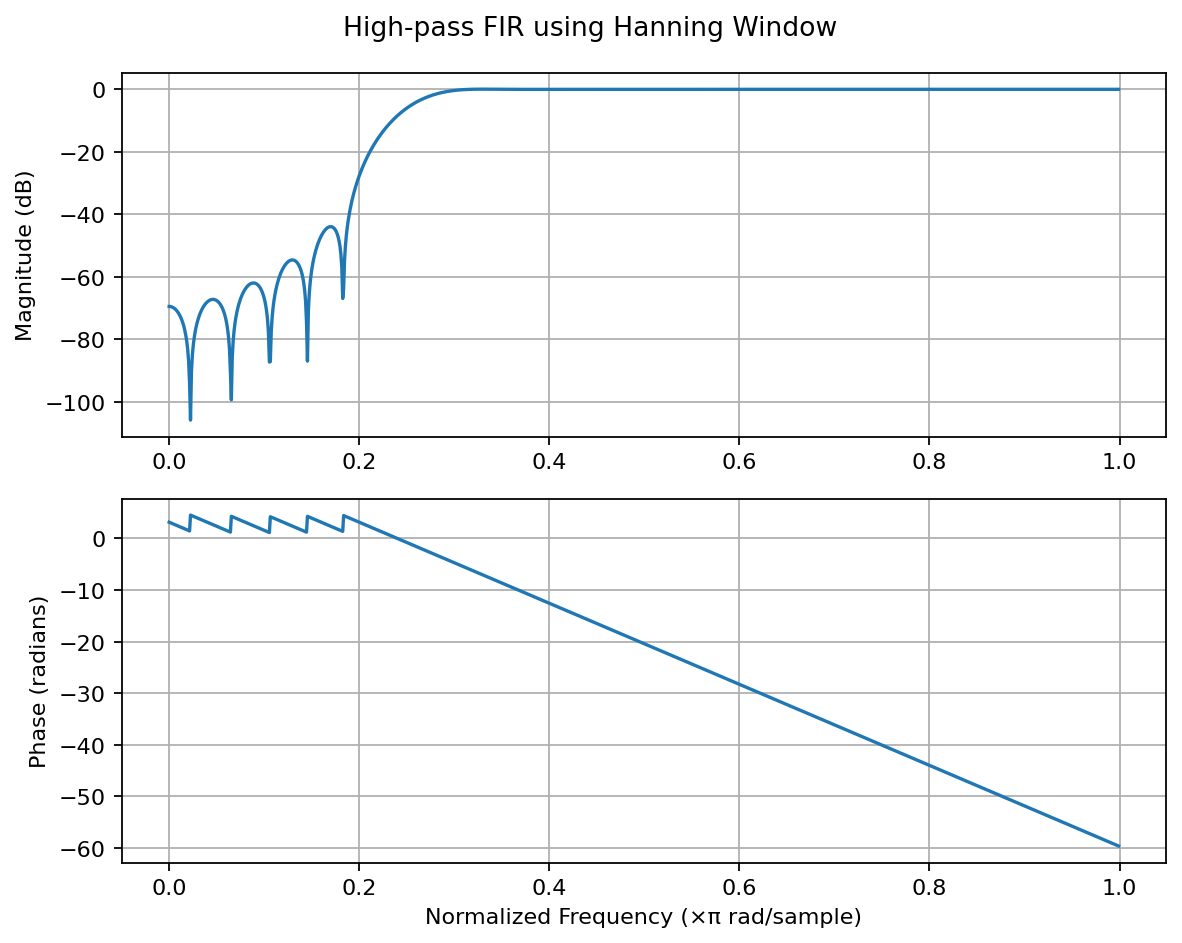 High-pass FIR using Hanning Window
Magnitude (dB)
0
−20
−40
−60
−80
−100
0.0 0.2 0.4 0.6 0.8 1.0
Phase (radians)
0
−10
−20
−30
−40
−50
−60
0.0 0.2 0.4 0.6 0.8 1.0
Normalized Frequency (×π rad/sample)